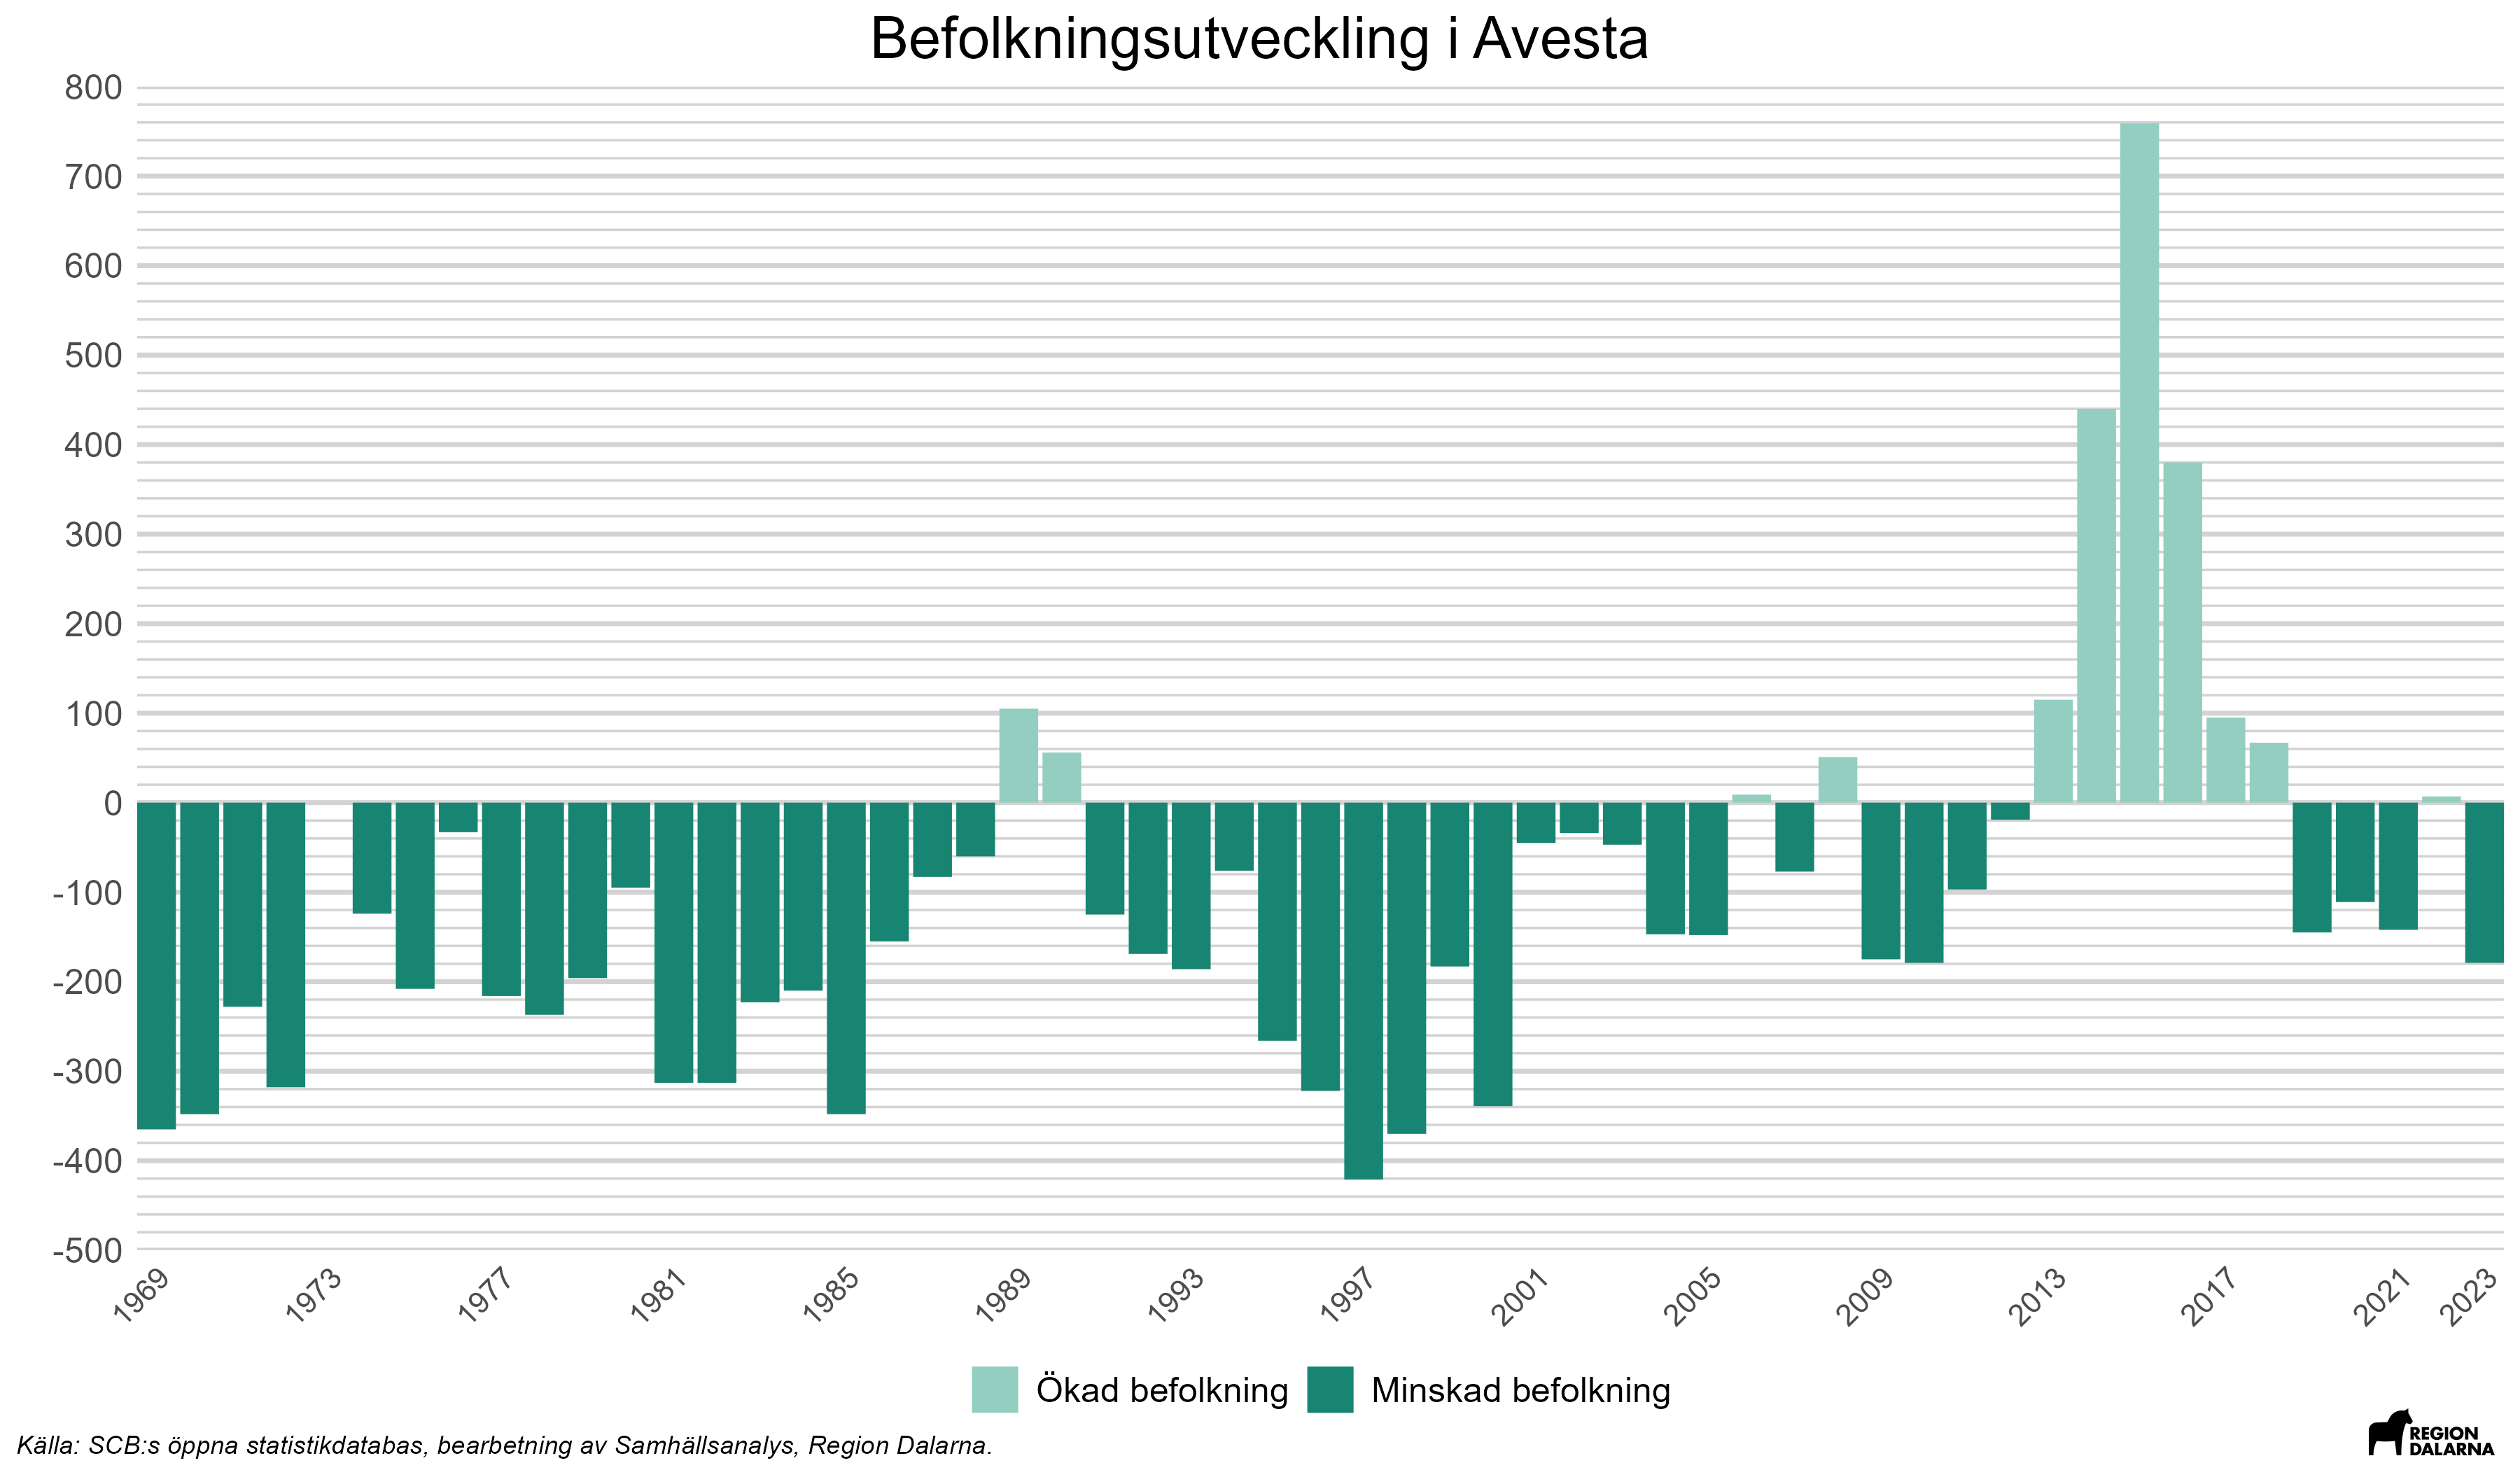 Befolkningsutveckling i Avesta
800
700
600
500
400
300
200
100
0
-100
-200
-300
-400
-500
1969 1973 1977 1981 1985 1989 1993 1997 2001 2005 2009 2013 2017 2021 2023
Ökad befolkning Minskad befolkning
Källa: SCB:s öppna statistikdatabas, bearbetning av Samhällsanalys, Region Dalarna.
REGION
DALARNA